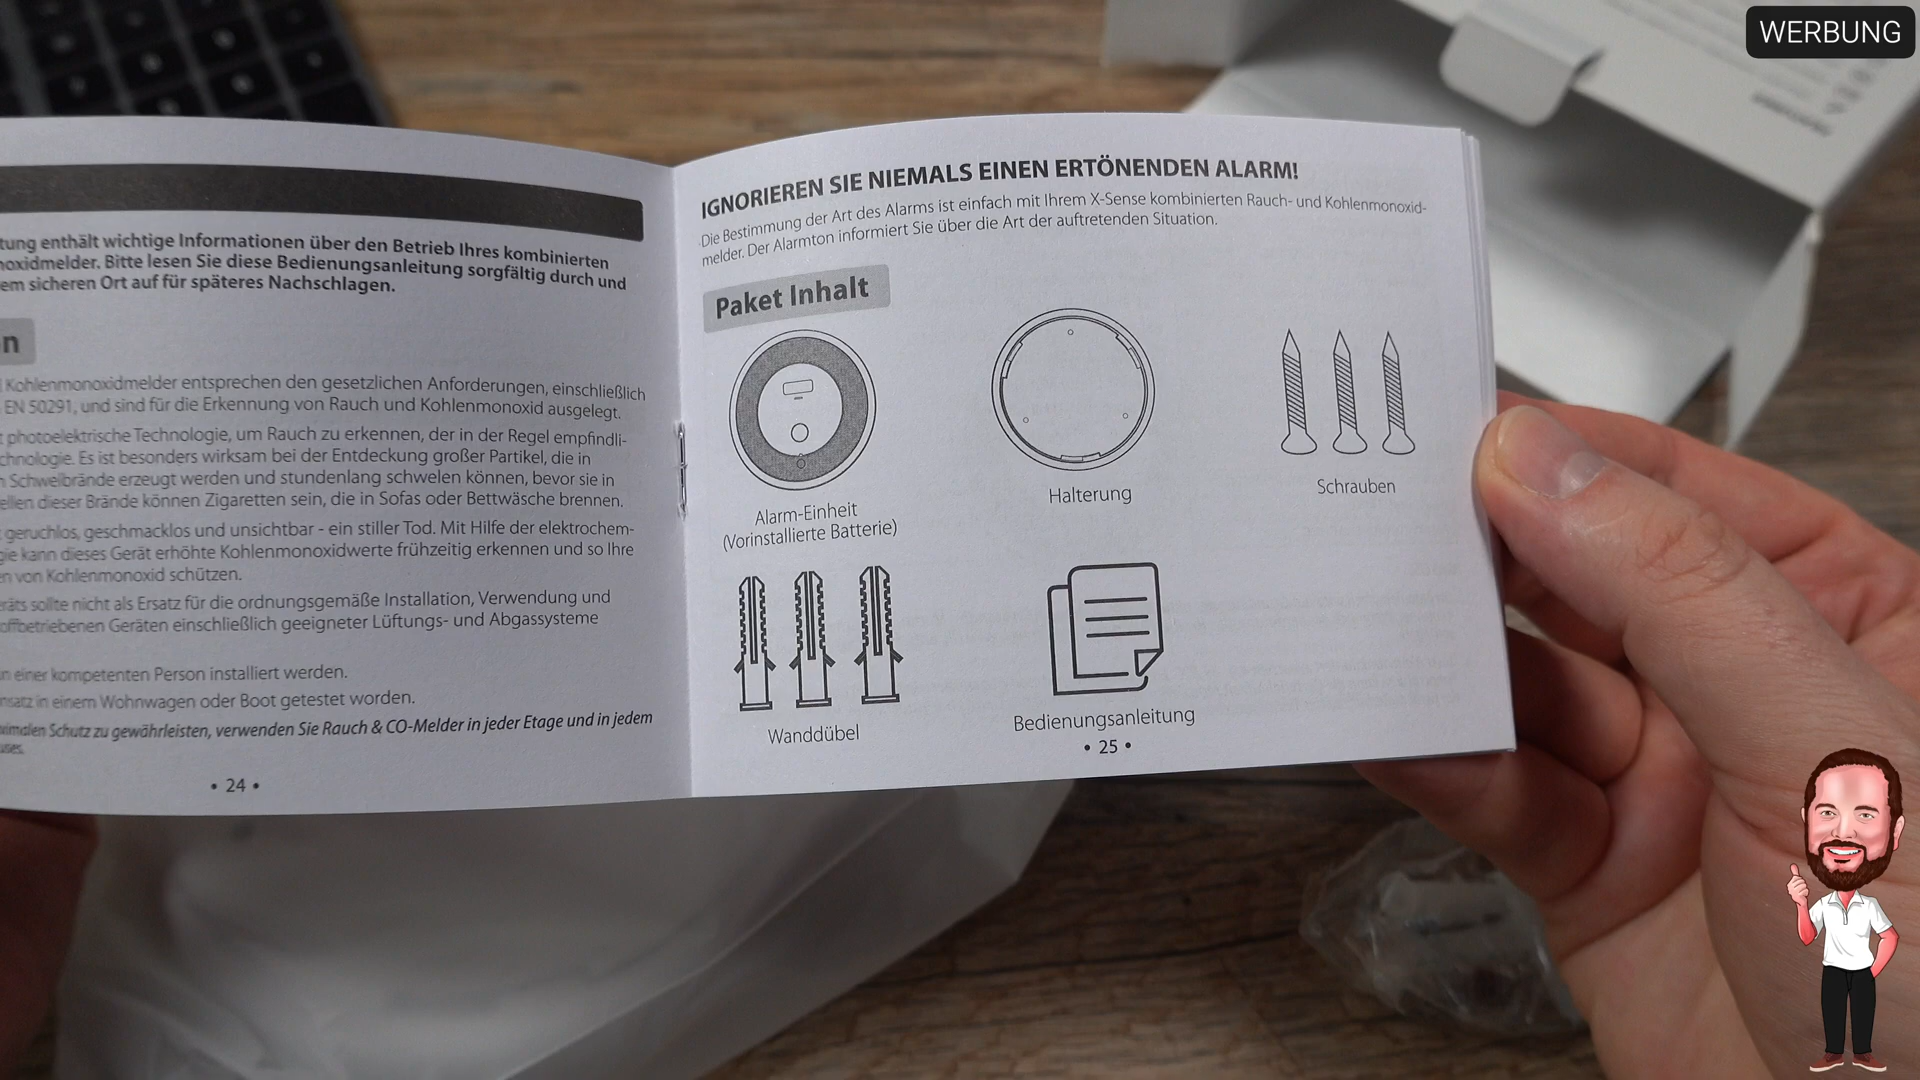 WERBUNG
tung enthält wichtige Informationen über den Betrieb Ihres kombinierten
noxidmelder. Bitte lesen Sie diese Bedienungsanleitung sorgfältig durch und
em sicheren Ort auf für späteres Nachschlagen.
n
Kohlenmonoxidmelder entsprechen den gesetzlichen Anforderungen, einschließlich
EN 50291, und sind für die Erkennung von Rauch und Kohlenmonoxid ausgelegt.
t photoelektrische Technologie, um Rauch zu erkennen, der in der Regel empfindli-
chnologie. Es ist besonders wirksam bei der Entdeckung großer Partikel, die in
n Schwelbrände erzeugt werden und stundenlang schwelen können, bevor sie in
ellen dieser Brände können Zigaretten sein, die in Sofas oder Bettwäsche brennen.
geruchlos, geschmacklos und unsichtbar - ein stiller Tod. Mit Hilfe der elektrochem-
gie kann dieses Gerät erhöhte Kohlenmonoxidwerte frühzeitig erkennen und so Ihre
en von Kohlenmonoxid schützen.
eräts sollte nicht als Ersatz für die ordnungsgemäße Installation, Verwendung und
offbetriebenen Geräten einschließlich geeigneter Lüftungs- und Abgassysteme
n einer kompetenten Person installiert werden.
nsatz in einem Wohnwagen oder Boot getestet worden.
ximalen Schutz zu gewährleisten, verwenden Sie Rauch & CO-Melder in jeder Etage und in jedem
uses.
• 24 •
IGNORIEREN SIE NIEMALS EINEN ERTÖNENDEN ALARM!
Die Bestimmung der Art des Alarms ist einfach mit Ihrem X-Sense kombinierten Rauch- und Kohlenmonoxid-
melder. Der Alarmton informiert Sie über die Art der auftretenden Situation.
Paket Inhalt
Alarm-Einheit
(Vorinstallierte Batterie)
Halterung
Schrauben
Wanddübel
Bedienungsanleitung
• 25 •